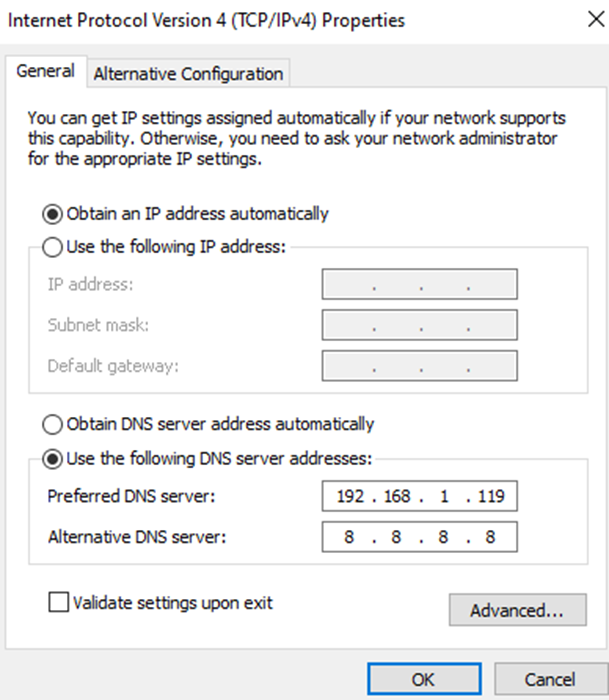 Internet Protocol Version 4 (TCP/IPv4) Properties
General
Alternative Configuration
You can get IP settings assigned automatically if your network supports
this capability. Otherwise, you need to ask your network administrator
for the appropriate IP settings.
Obtain an IP address automatically
Use the following IP address:
IP address: . . .
Subnet mask: . . .
Default gateway: . . .
Obtain DNS server address automatically
Use the following DNS server addresses:
Preferred DNS server: 192 . 168 . 1 . 119
Alternative DNS server: 8 . 8 . 8 . 8
Validate settings upon exit
Advanced...
OK Cancel